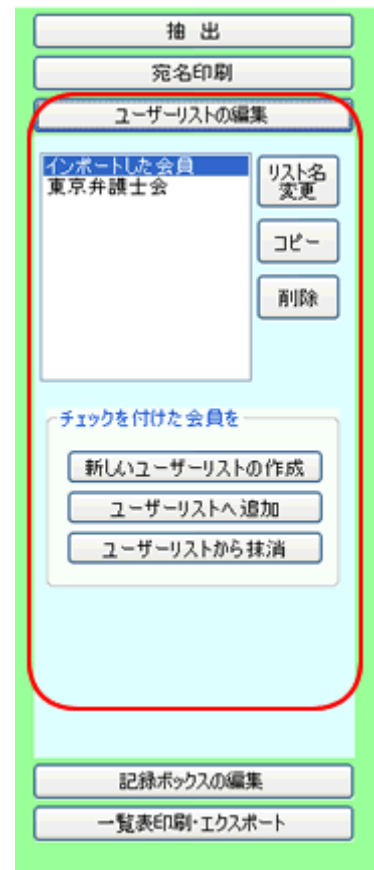 抽 出
宛名印刷
ユーザーリストの編集
インポートした会員
東京弁護士会
リスト名
変更
コピー
削除
チェックを付けた会員を
新しいユーザーリストの作成
ユーザーリストへ追加
ユーザーリストから抹消
記録ボックスの編集
一覧表印刷・エクスポート